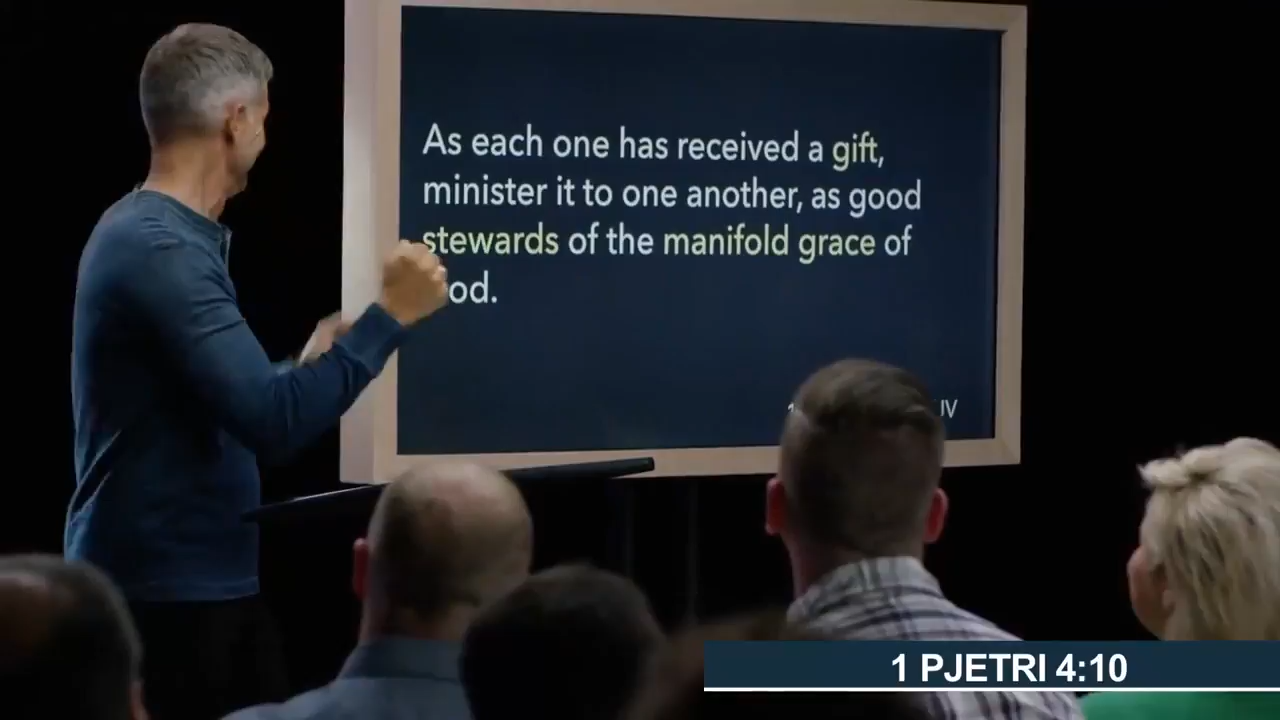 As each one has received a gift,
minister it to one another, as good
stewards of the manifold grace of
od.
JV
1 PJETRI 4:10